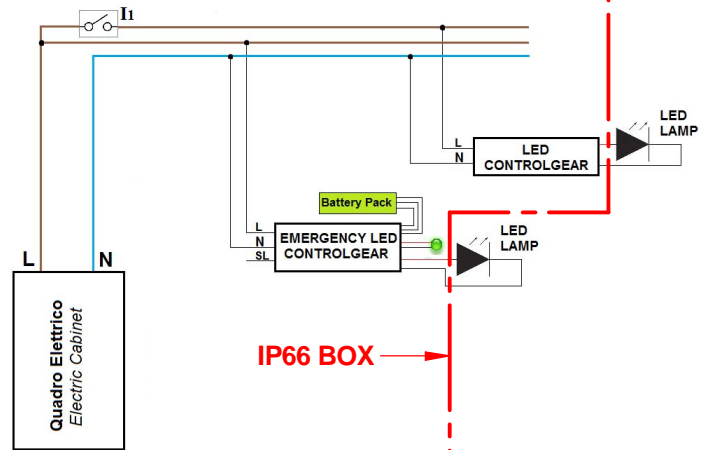 I1
LED
LAMP
L
N
LED
CONTROLGEAR
Battery Pack
L
N
SL
EMERGENCY LED
CONTROLGEAR
LED
LAMP
L
N
Quadro Elettrico
Electric Cabinet
IP66 BOX